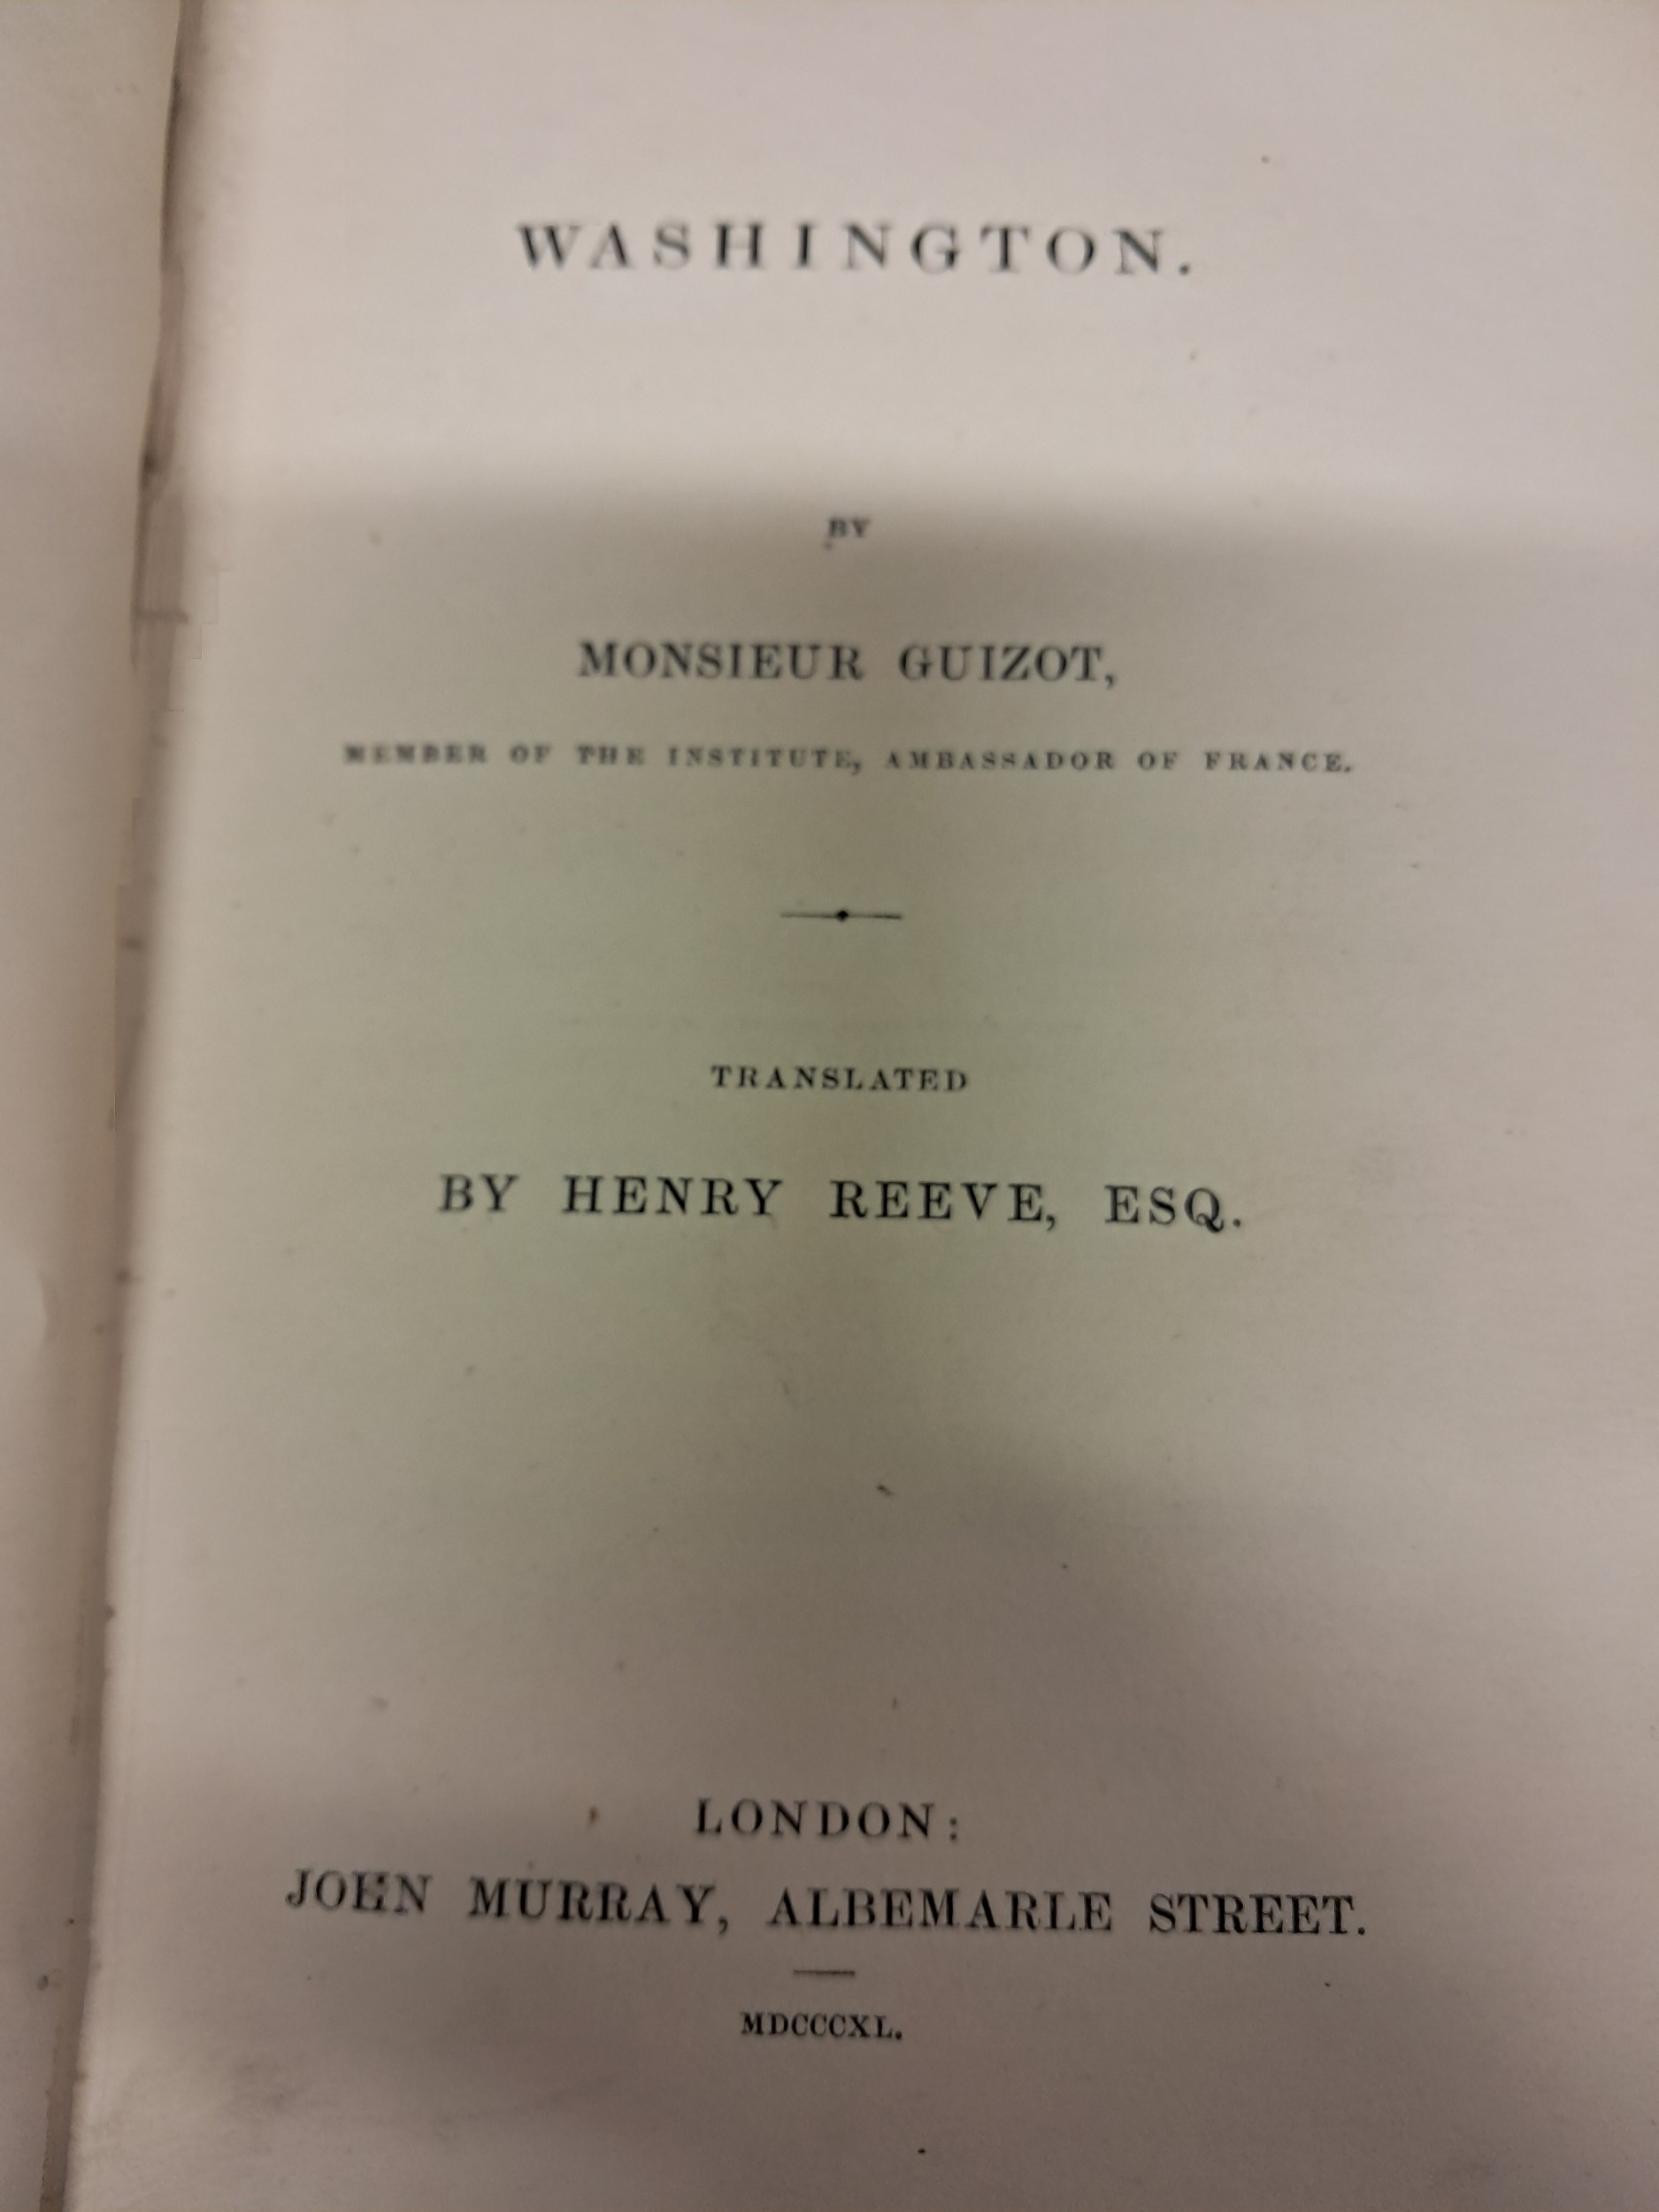 WASHINGTON.
BY
MONSIEUR GUIZOT,
MEMBER OF THE INSTITUTE, AMBASSADOR OF FRANCE.
TRANSLATED
BY HENRY REEVE, ESQ.
LONDON:
JOHN MURRAY, ALBEMARLE STREET.
MDCCCXL.